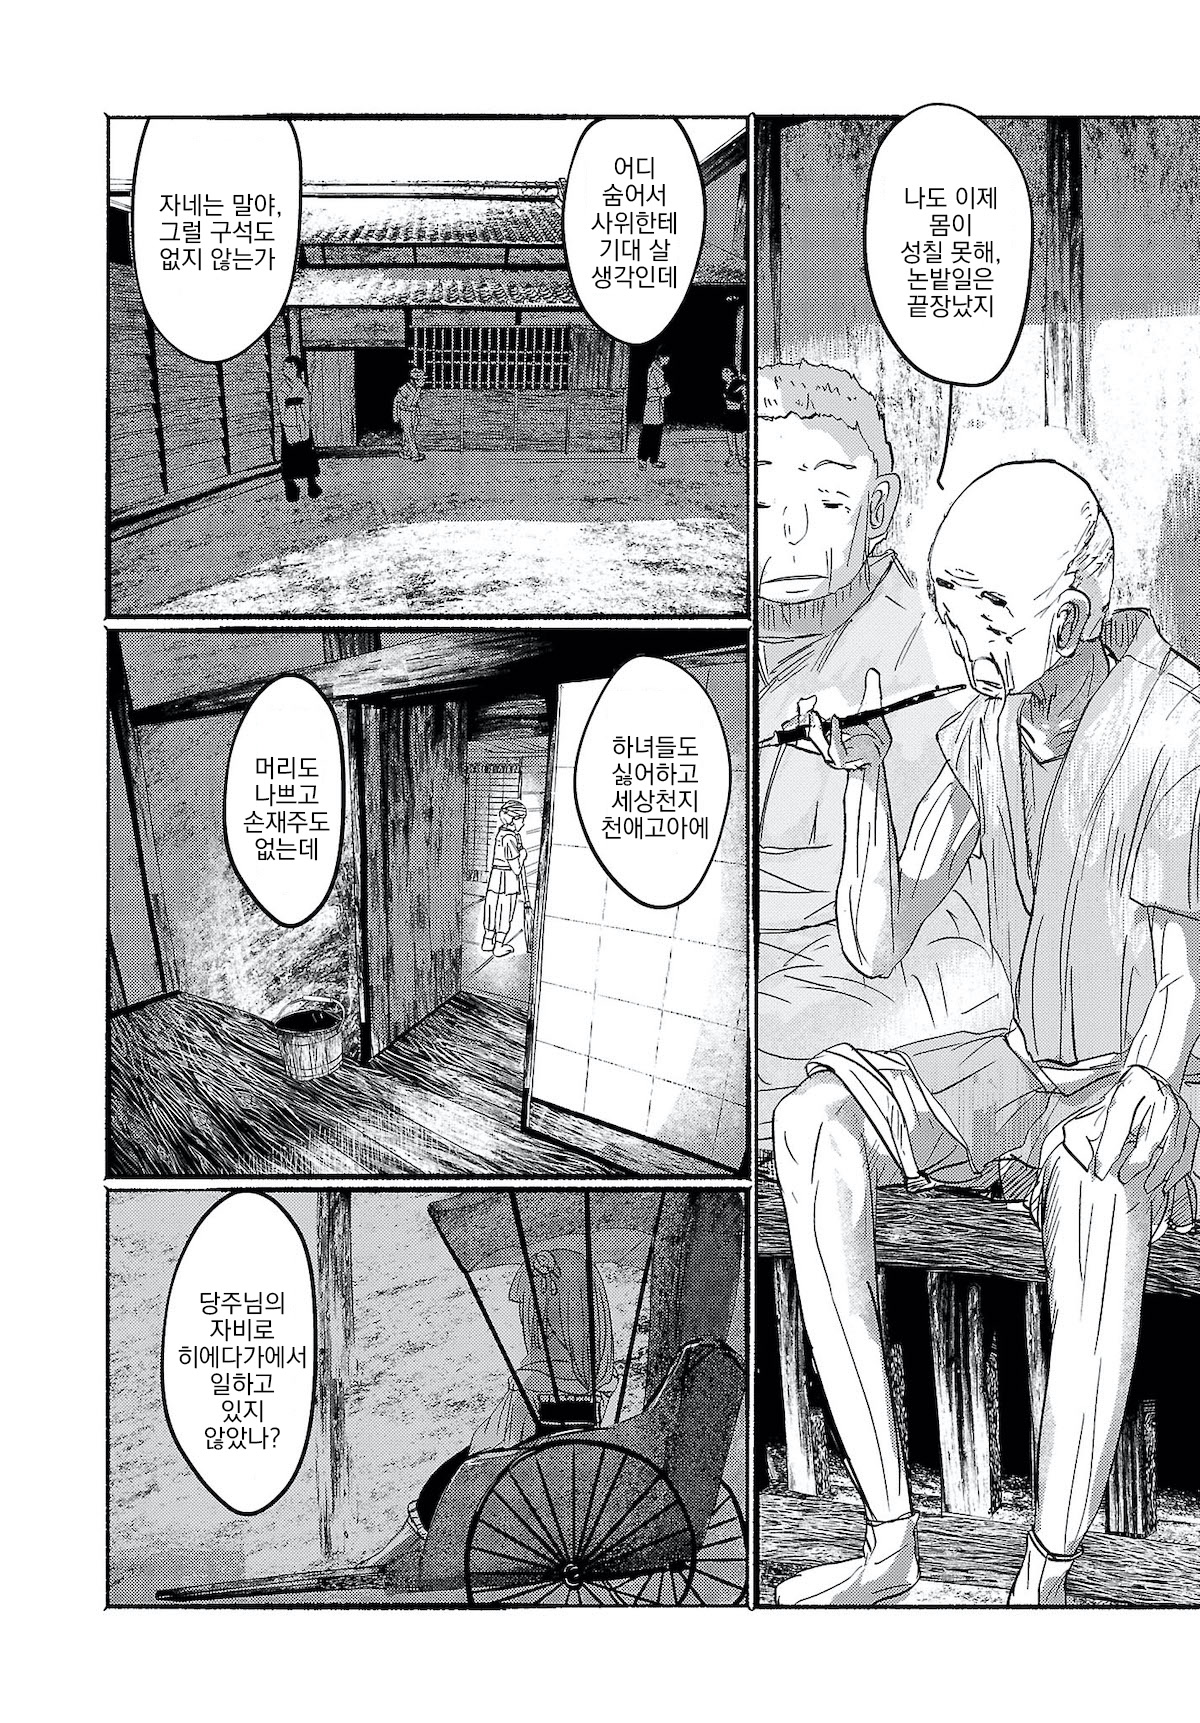 나도 이제
몸이
성칠 못해,
논밭일은
끝장났지
어디
숨어서
사위한테
기대 살
생각인데
자네는 말야,
그럴 구석도
없지 않는가
하녀들도
싫어하고
세상천지
천애고아에
머리도
나쁘고
손재주도
없는데
당주님의
자비로
히에다가에서
일하고
있지
않았나?